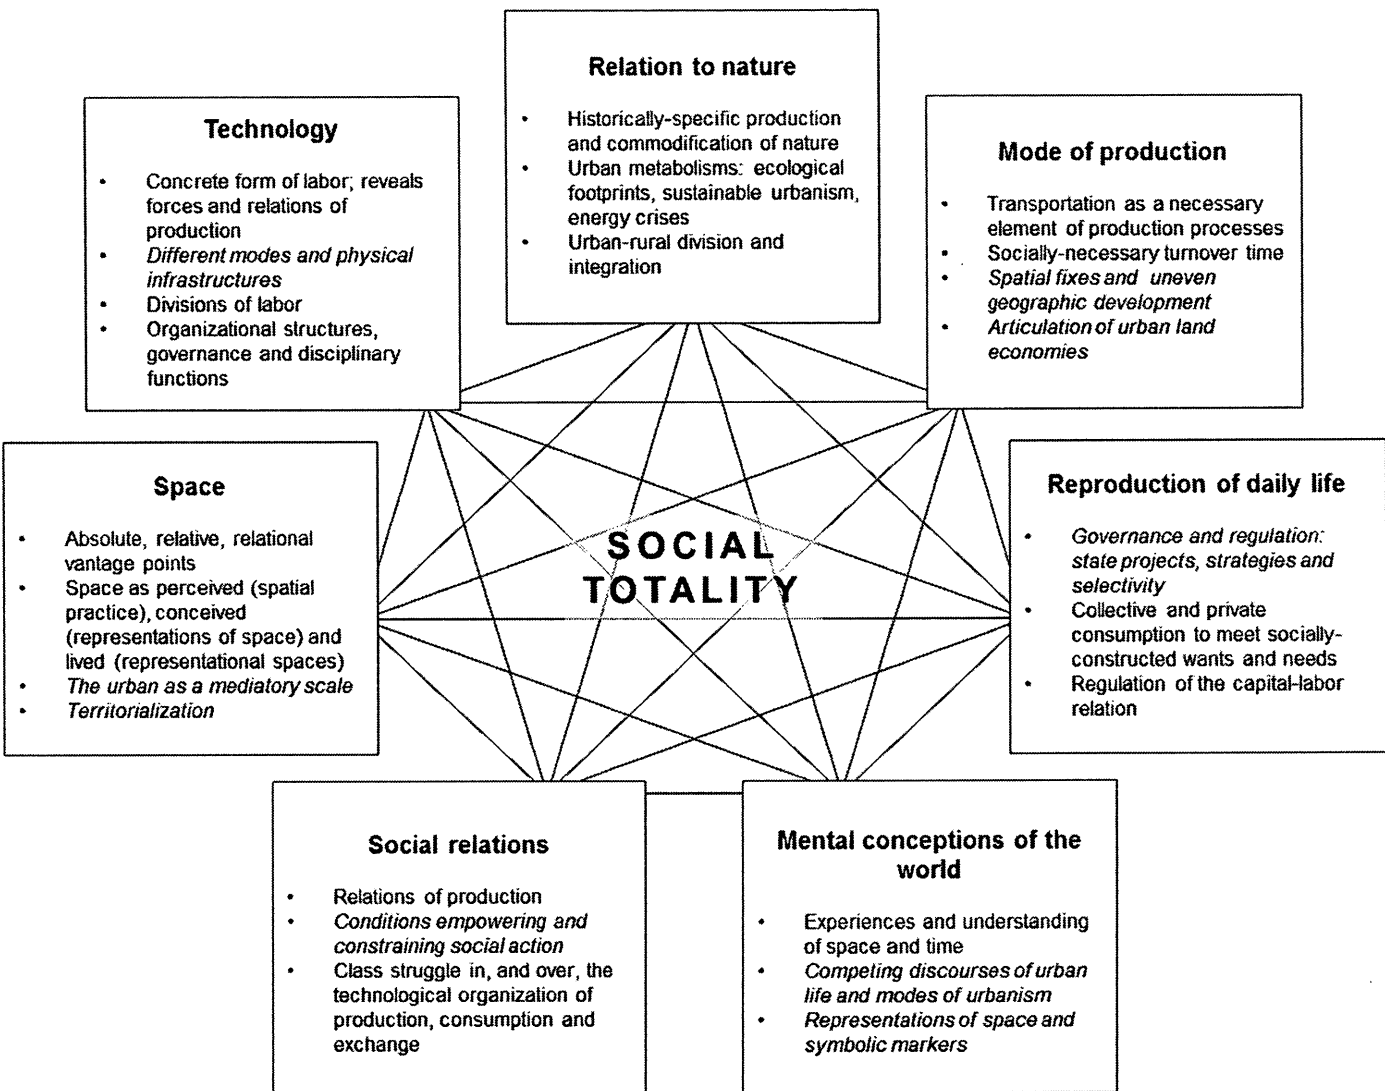 Relation to nature
• Historically-specific production
and commodification of nature
• Urban metabolisms: ecological
footprints, sustainable urbanism,
energy crises
• Urban-rural division and
integration
Technology
• Concrete form of labor; reveals
forces and relations of
production
• Different modes and physical
infrastructures
• Divisions of labor
• Organizational structures,
governance and disciplinary
functions
Mode of production
• Transportation as a necessary
element of production processes
• Socially-necessary turnover time
• Spatial fixes and uneven
geographic development
• Articulation of urban land
economies
Space
• Absolute, relative, relational
vantage points
• Space as perceived (spatial
practice), conceived
(representations of space) and
lived (representational spaces)
• The urban as a mediatory scale
• Territorialization
SOCIAL
TOTALITY
Reproduction of daily life
• Governance and regulation:
state projects, strategies and
selectivity
• Collective and private
consumption to meet socially-
constructed wants and needs
• Regulation of the capital-labor
relation
Social relations
• Relations of production
• Conditions empowering and
constraining social action
• Class struggle in, and over, the
technological organization of
production, consumption and
exchange
Mental conceptions of the
world
• Experiences and understanding
of space and time
• Competing discourses of urban
life and modes of urbanism
• Representations of space and
symbolic markers